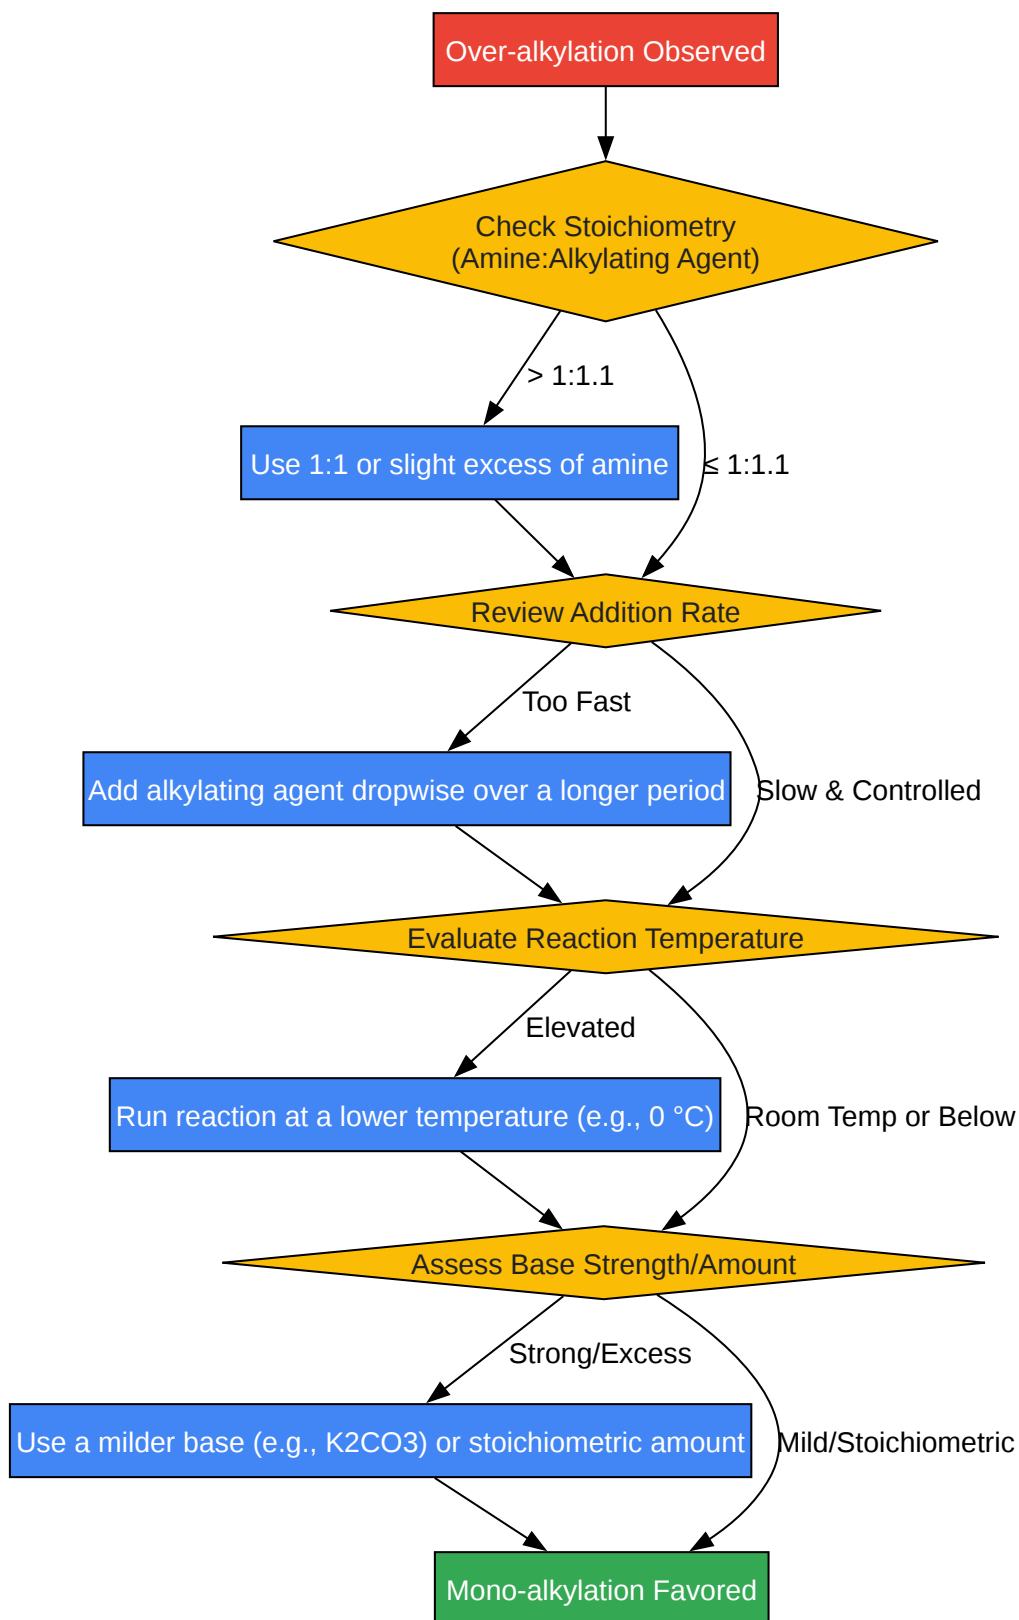 Over-alkylation Observed
Check Stoichiometry
(Amine:Alkylating Agent)
> 1:1.1
Use 1:1 or slight excess of amine
≤ 1:1.1
Review Addition Rate
Too Fast
Add alkylating agent dropwise over a longer period
Slow & Controlled
Evaluate Reaction Temperature
Elevated
Run reaction at a lower temperature (e.g., 0 °C)
Room Temp or Below
Assess Base Strength/Amount
Strong/Excess
Use a milder base (e.g., K2CO3) or stoichiometric amount
Mild/Stoichiometric
Mono-alkylation Favored